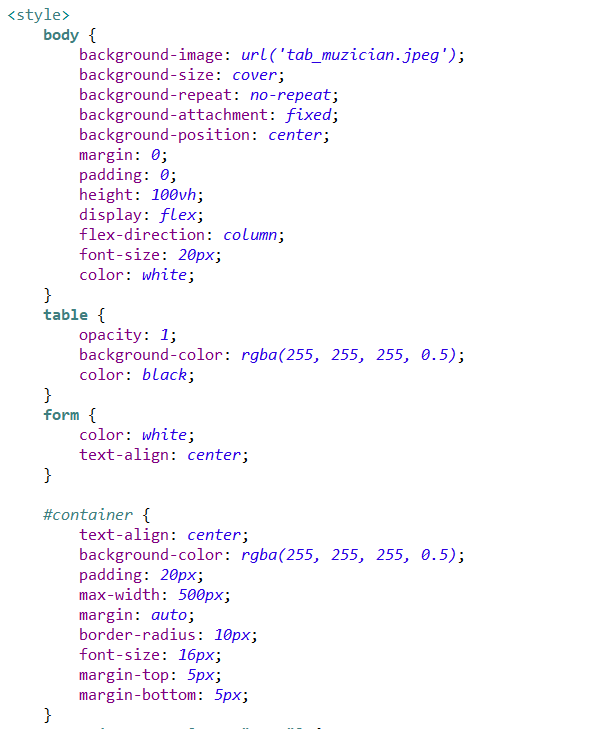 <style>
body {
background-image: url('tab_muzician.jpeg');
background-size: cover;
background-repeat: no-repeat;
background-attachment: fixed;
background-position: center;
margin: 0;
padding: 0;
height: 100vh;
display: flex;
flex-direction: column;
font-size: 20px;
color: white;
}
table {
opacity: 1;
background-color: rgba(255, 255, 255, 0.5);
color: black;
}
form {
color: white;
text-align: center;
}
#container {
text-align: center;
background-color: rgba(255, 255, 255, 0.5);
padding: 20px;
max-width: 500px;
margin: auto;
border-radius: 10px;
font-size: 16px;
margin-top: 5px;
margin-bottom: 5px;
}